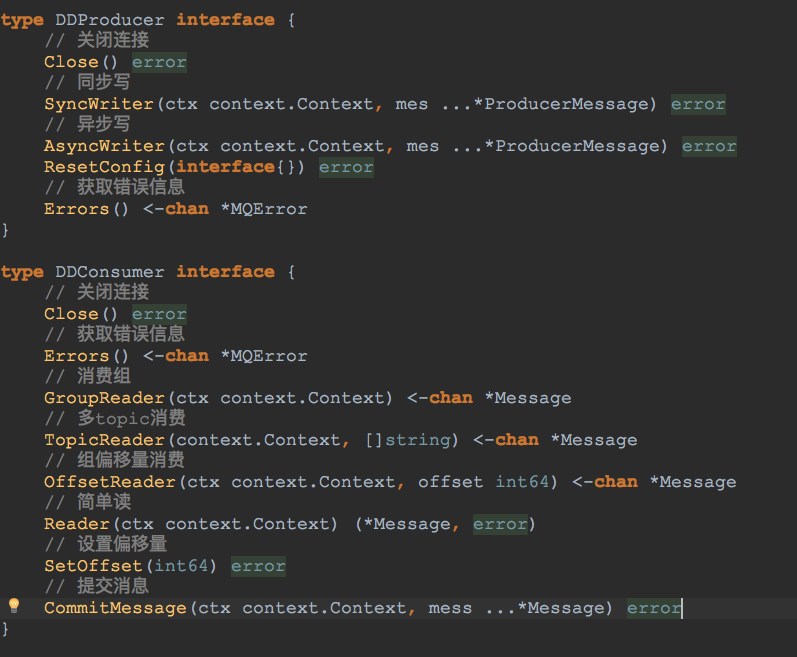 type DDProducer interface {
    // 关闭连接
    Close() error
    // 同步写
    SyncWriter(ctx context.Context, mes ...*ProducerMessage) error
    // 异步写
    AsyncWriter(ctx context.Context, mes ...*ProducerMessage) error
    ResetConfig(interface{}) error
    // 获取错误信息
    Errors() <-chan *MQError
}
type DDConsumer interface {
    // 关闭连接
    Close() error
    // 获取错误信息
    Errors() <-chan *MQError
    // 消费组
    GroupReader(ctx context.Context) <-chan *Message
    // 多topic消费
    TopicReader(context.Context, []string) <-chan *Message
    // 组偏移量消费
    OffsetReader(ctx context.Context, offset int64) <-chan *Message
    // 简单读
    Reader(ctx context.Context) (*Message, error)
    // 设置偏移量
    SetOffset(int64) error
    // 提交消息
    CommitMessage(ctx context.Context, mess ...*Message) error
}